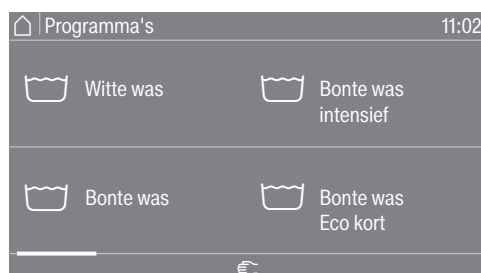 Programma's 11:02
Witte was
Bonte was
intensief
Bonte was
Bonte was
Eco kort